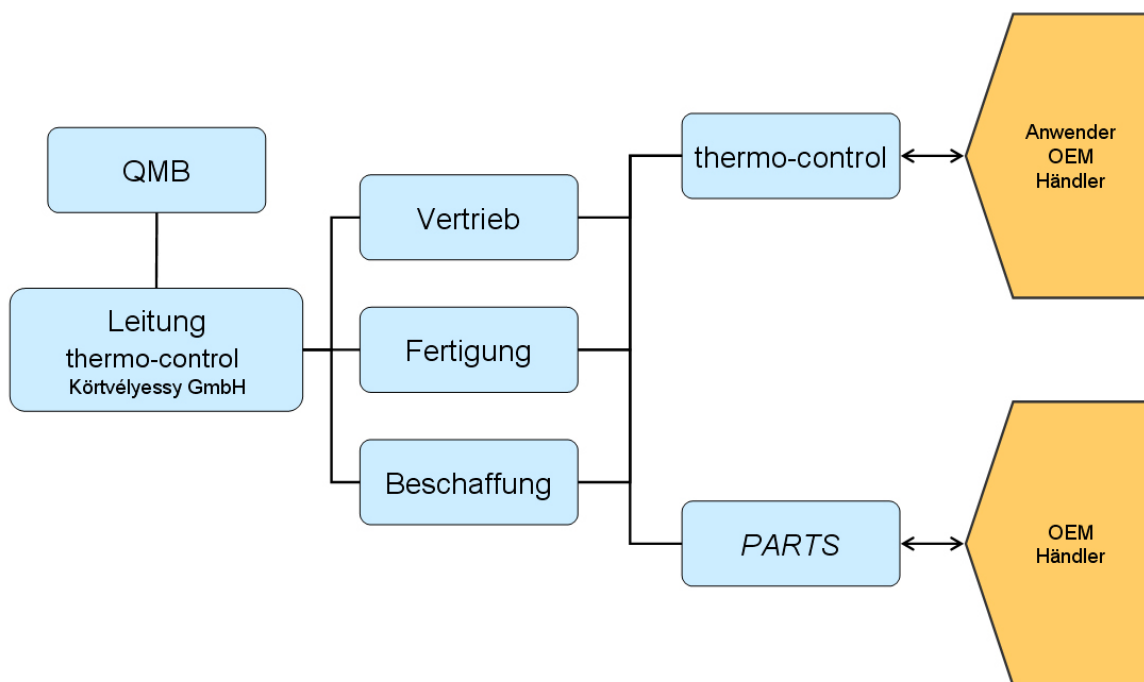 QMB
Leitung
thermo-control
Körtvélyessy GmbH
Vertrieb
Fertigung
Beschaffung
thermo-control
PARTS
Anwender
OEM
Händler
OEM
Händler